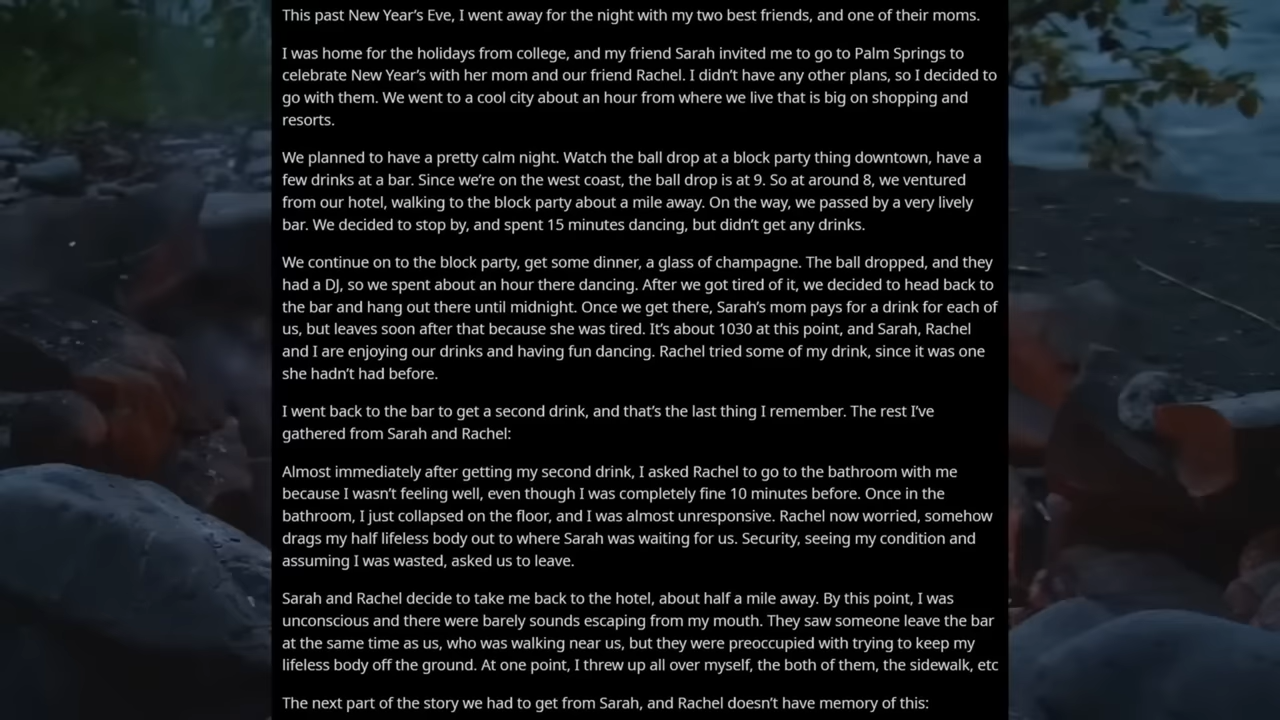 This past New Year’s Eve, I went away for the night with my two best friends, and one of their moms.
I was home for the holidays from college, and my friend Sarah invited me to go to Palm Springs to
celebrate New Year’s with her mom and our friend Rachel. I didn’t have any other plans, so I decided to
go with them. We went to a cool city about an hour from where we live that is big on shopping and
resorts.
We planned to have a pretty calm night. Watch the ball drop at a block party thing downtown, have a
few drinks at a bar. Since we’re on the west coast, the ball drop is at 9. So at around 8, we ventured
from our hotel, walking to the block party about a mile away. On the way, we passed by a very lively
bar. We decided to stop by, and spent 15 minutes dancing, but didn’t get any drinks.
We continue on to the block party, get some dinner, a glass of champagne. The ball dropped, and they
had a DJ, so we spent about an hour there dancing. After we got tired of it, we decided to head back to
the bar and hang out there until midnight. Once we get there, Sarah’s mom pays for a drink for each of
us, but leaves soon after that because she was tired. It’s about 1030 at this point, and Sarah, Rachel
and I are enjoying our drinks and having fun dancing. Rachel tried some of my drink, since it was one
she hadn’t had before.
I went back to the bar to get a second drink, and that’s the last thing I remember. The rest I’ve
gathered from Sarah and Rachel:
Almost immediately after getting my second drink, I asked Rachel to go to the bathroom with me
because I wasn’t feeling well, even though I was completely fine 10 minutes before. Once in the
bathroom, I just collapsed on the floor, and I was almost unresponsive. Rachel now worried, somehow
drags my half lifeless body out to where Sarah was waiting for us. Security, seeing my condition and
assuming I was wasted, asked us to leave.
Sarah and Rachel decide to take me back to the hotel, about half a mile away. By this point, I was
unconscious and there were barely sounds escaping from my mouth. They saw someone leave the bar
at the same time as us, who was walking near us, but they were preoccupied with trying to keep my
lifeless body off the ground. At one point, I threw up all over myself, the both of them, the sidewalk, etc
The next part of the story we had to get from Sarah, and Rachel doesn’t have memory of this: